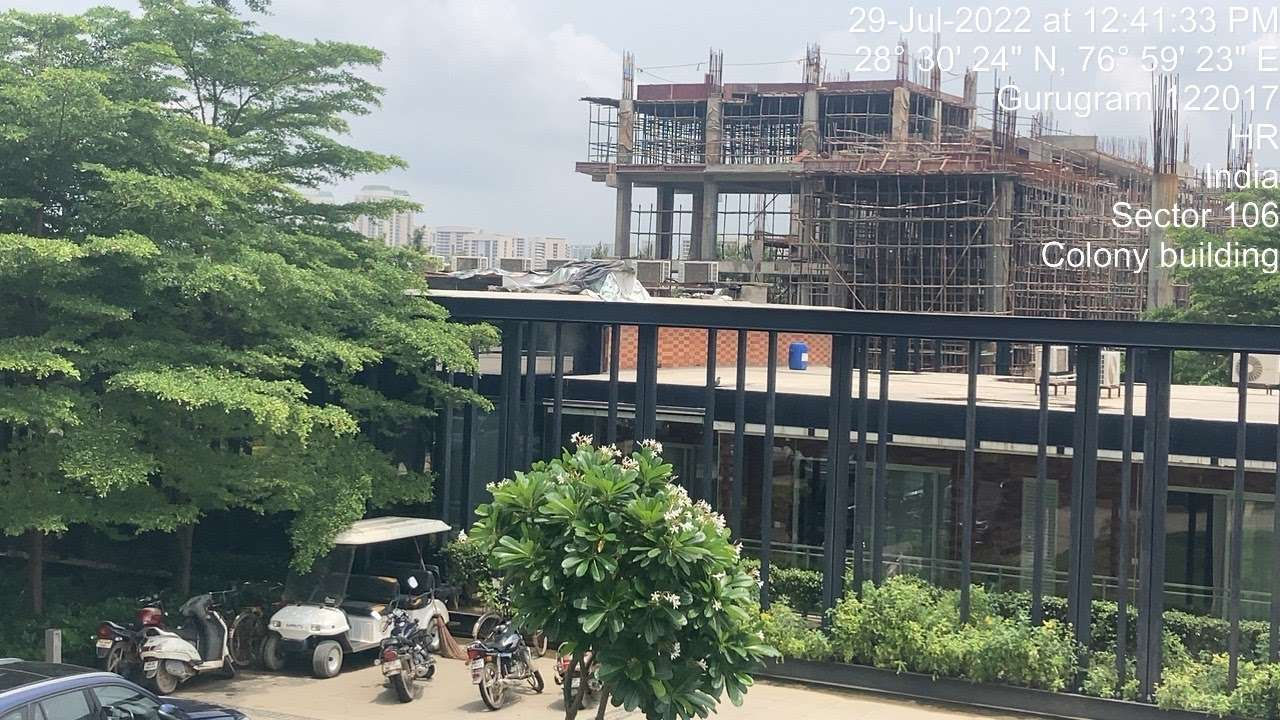 29-Jul-2022 at 12:41:33 PM
28° 30' 24" N, 76° 59' 23" E
Gurugram 122017
HR
India
Sector 106
Colony building